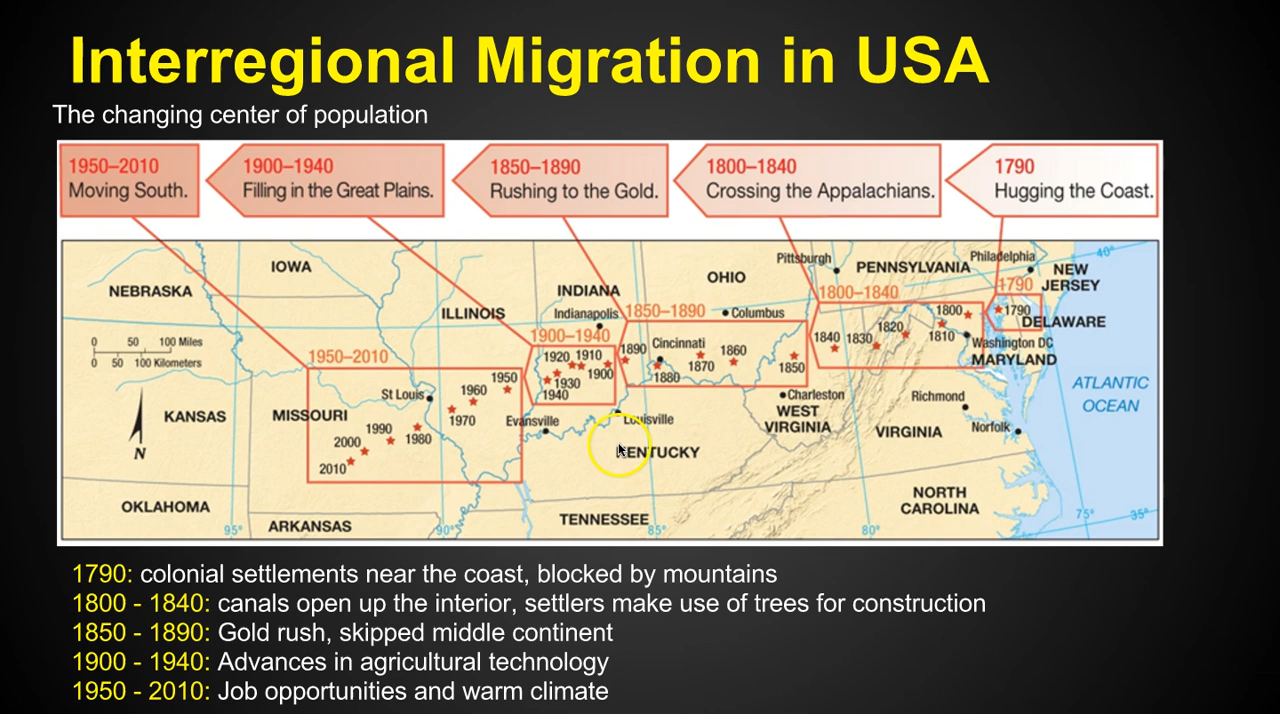 Interregional Migration in USA
The changing center of population
1950–2010
Moving South.
1900–1940
Filling in the Great Plains.
1850–1890
Rushing to the Gold.
1800–1840
Crossing the Appalachians.
1790
Hugging the Coast.
NEBRASKA
IOWA
ILLINOIS
INDIANA
Indianapolis
OHIO
Columbus
Pittsburgh
PENNSYLVANIA
Philadelphia
NEW
JERSEY
40°
0 50 100 Miles
0 50 100 Kilometers
N
1950–2010
1900–1940
1850–1890
1800–1840
1790
1790
DELAWARE
1800
1810
1820
1830
1840
Washington DC
MARYLAND
1850
1860
1870
1880
1890
Cincinnati
1900
1910
1920
1930
1940
1950
1960
1970
1980
1990
2000
2010
St Louis
KANSAS
MISSOURI
Evansville
Louisville
KENTUCKY
Charleston
WEST
VIRGINIA
VIRGINIA
Richmond
Norfolk
ATLANTIC
OCEAN
OKLAHOMA
ARKANSAS
TENNESSEE
NORTH
CAROLINA
95°
90°
85°
80°
75°
35°
1790: colonial settlements near the coast, blocked by mountains
1800 - 1840: canals open up the interior, settlers make use of trees for construction
1850 - 1890: Gold rush, skipped middle continent
1900 - 1940: Advances in agricultural technology
1950 - 2010: Job opportunities and warm climate